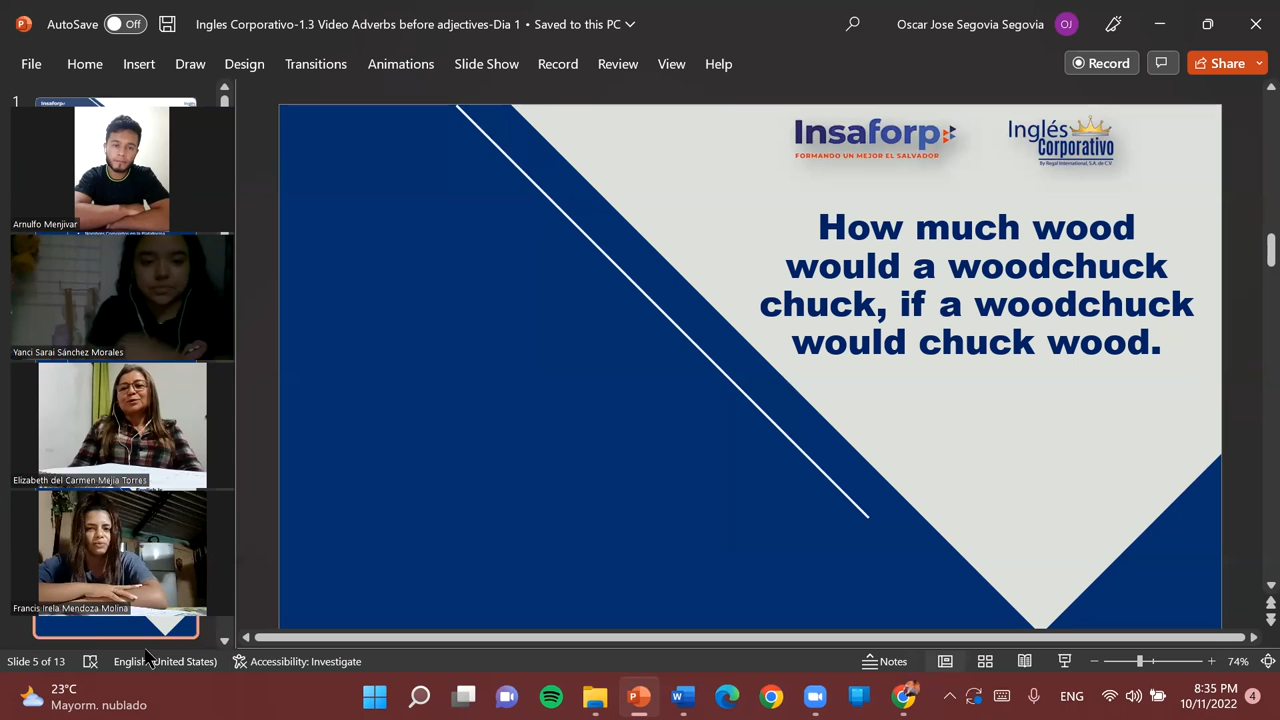 AutoSave Off Ingles Corporativo-1.3 Video Adverbs before adjectives-Dia 1 • Saved to this PC Oscar Jose Segovia Segovia OJ
File Home Insert Draw Design Transitions Animations Slide Show Record Review View Help Record Share
1
Insaforp
Arnulfo Menjivar
Yanci Sarai Sánchez Morales
Elizabeth del Carmen Mejia Torres
Francis Irela Mendoza Molina
Insaforp
FORMANDO UN MEJOR EL SALVADOR
Inglés
Corporativo
By Regal International, S.A. de C.V.
How much wood
would a woodchuck
chuck, if a woodchuck
would chuck wood.
Slide 5 of 13 English (United States) Accessibility: Investigate Notes 74%
23°C
Mayorm. nublado
ENG
8:35 PM
10/11/2022
4